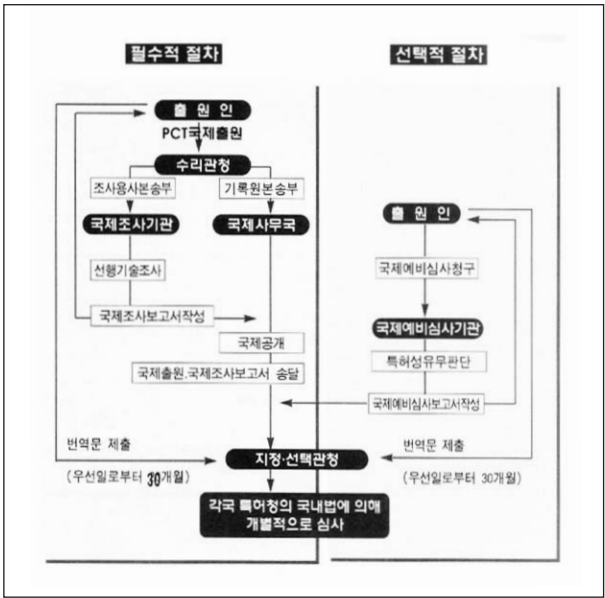 필수적 절차
선택적 절차
출 원 인
PCT국제출원
수리관청
조사용사본송부
기록원본송부
국제조사기관
국제사무국
출 원 인
선행기술조사
국제예비심사청구
국제조사보고서작성
국제예비심사기관
국제공개
특허성유무판단
국제출원.국제조사보고서 송달
국제예비심사보고서작성
번역문 제출
지정·선택관청
번역문 제출
(우선일로부터 30개월)
(우선일로부터 30개월)
각국 특허청의 국내법에 의해
개별적으로 심사